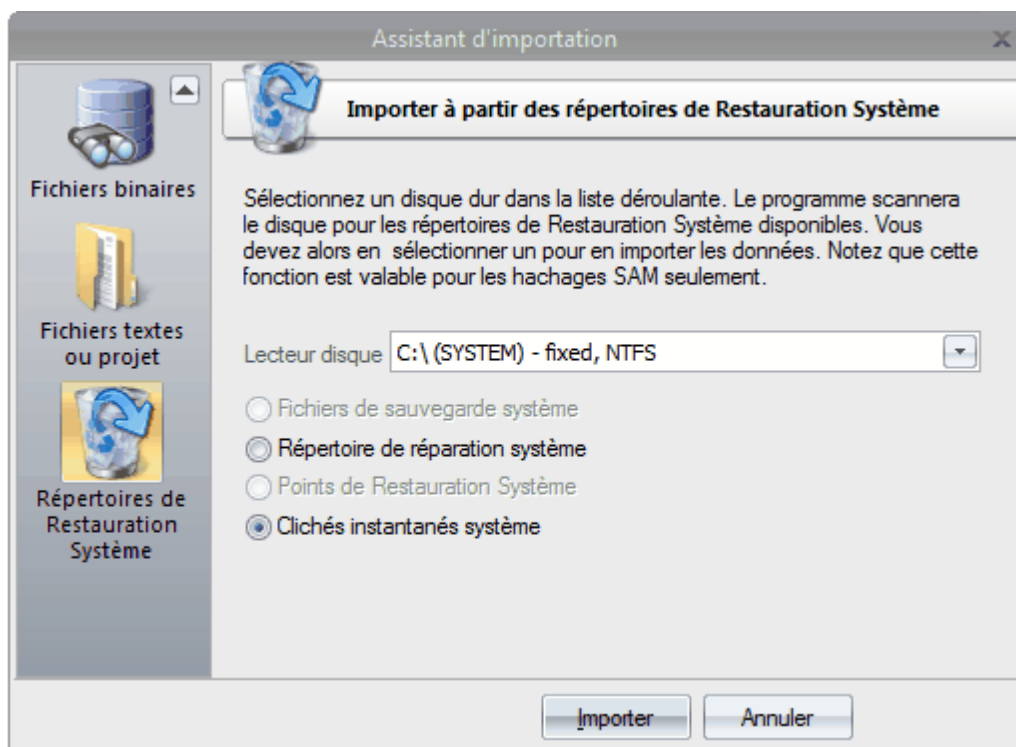 Assistant d'importation
Fichiers binaires
Fichiers textes
ou projet
Répertoires de
Restauration
Système
Importer à partir des répertoires de Restauration Système
Sélectionnez un disque dur dans la liste déroulante. Le programme scannera
le disque pour les répertoires de Restauration Système disponibles. Vous
devez alors en  sélectionner un pour en importer les données. Notez que cette
fonction est valable pour les hachages SAM seulement.
Lecteur disque C:\ (SYSTEM) - fixed, NTFS
Fichiers de sauvegarde système
Répertoire de réparation système
Points de Restauration Système
Clichés instantanés système
Importer Annuler